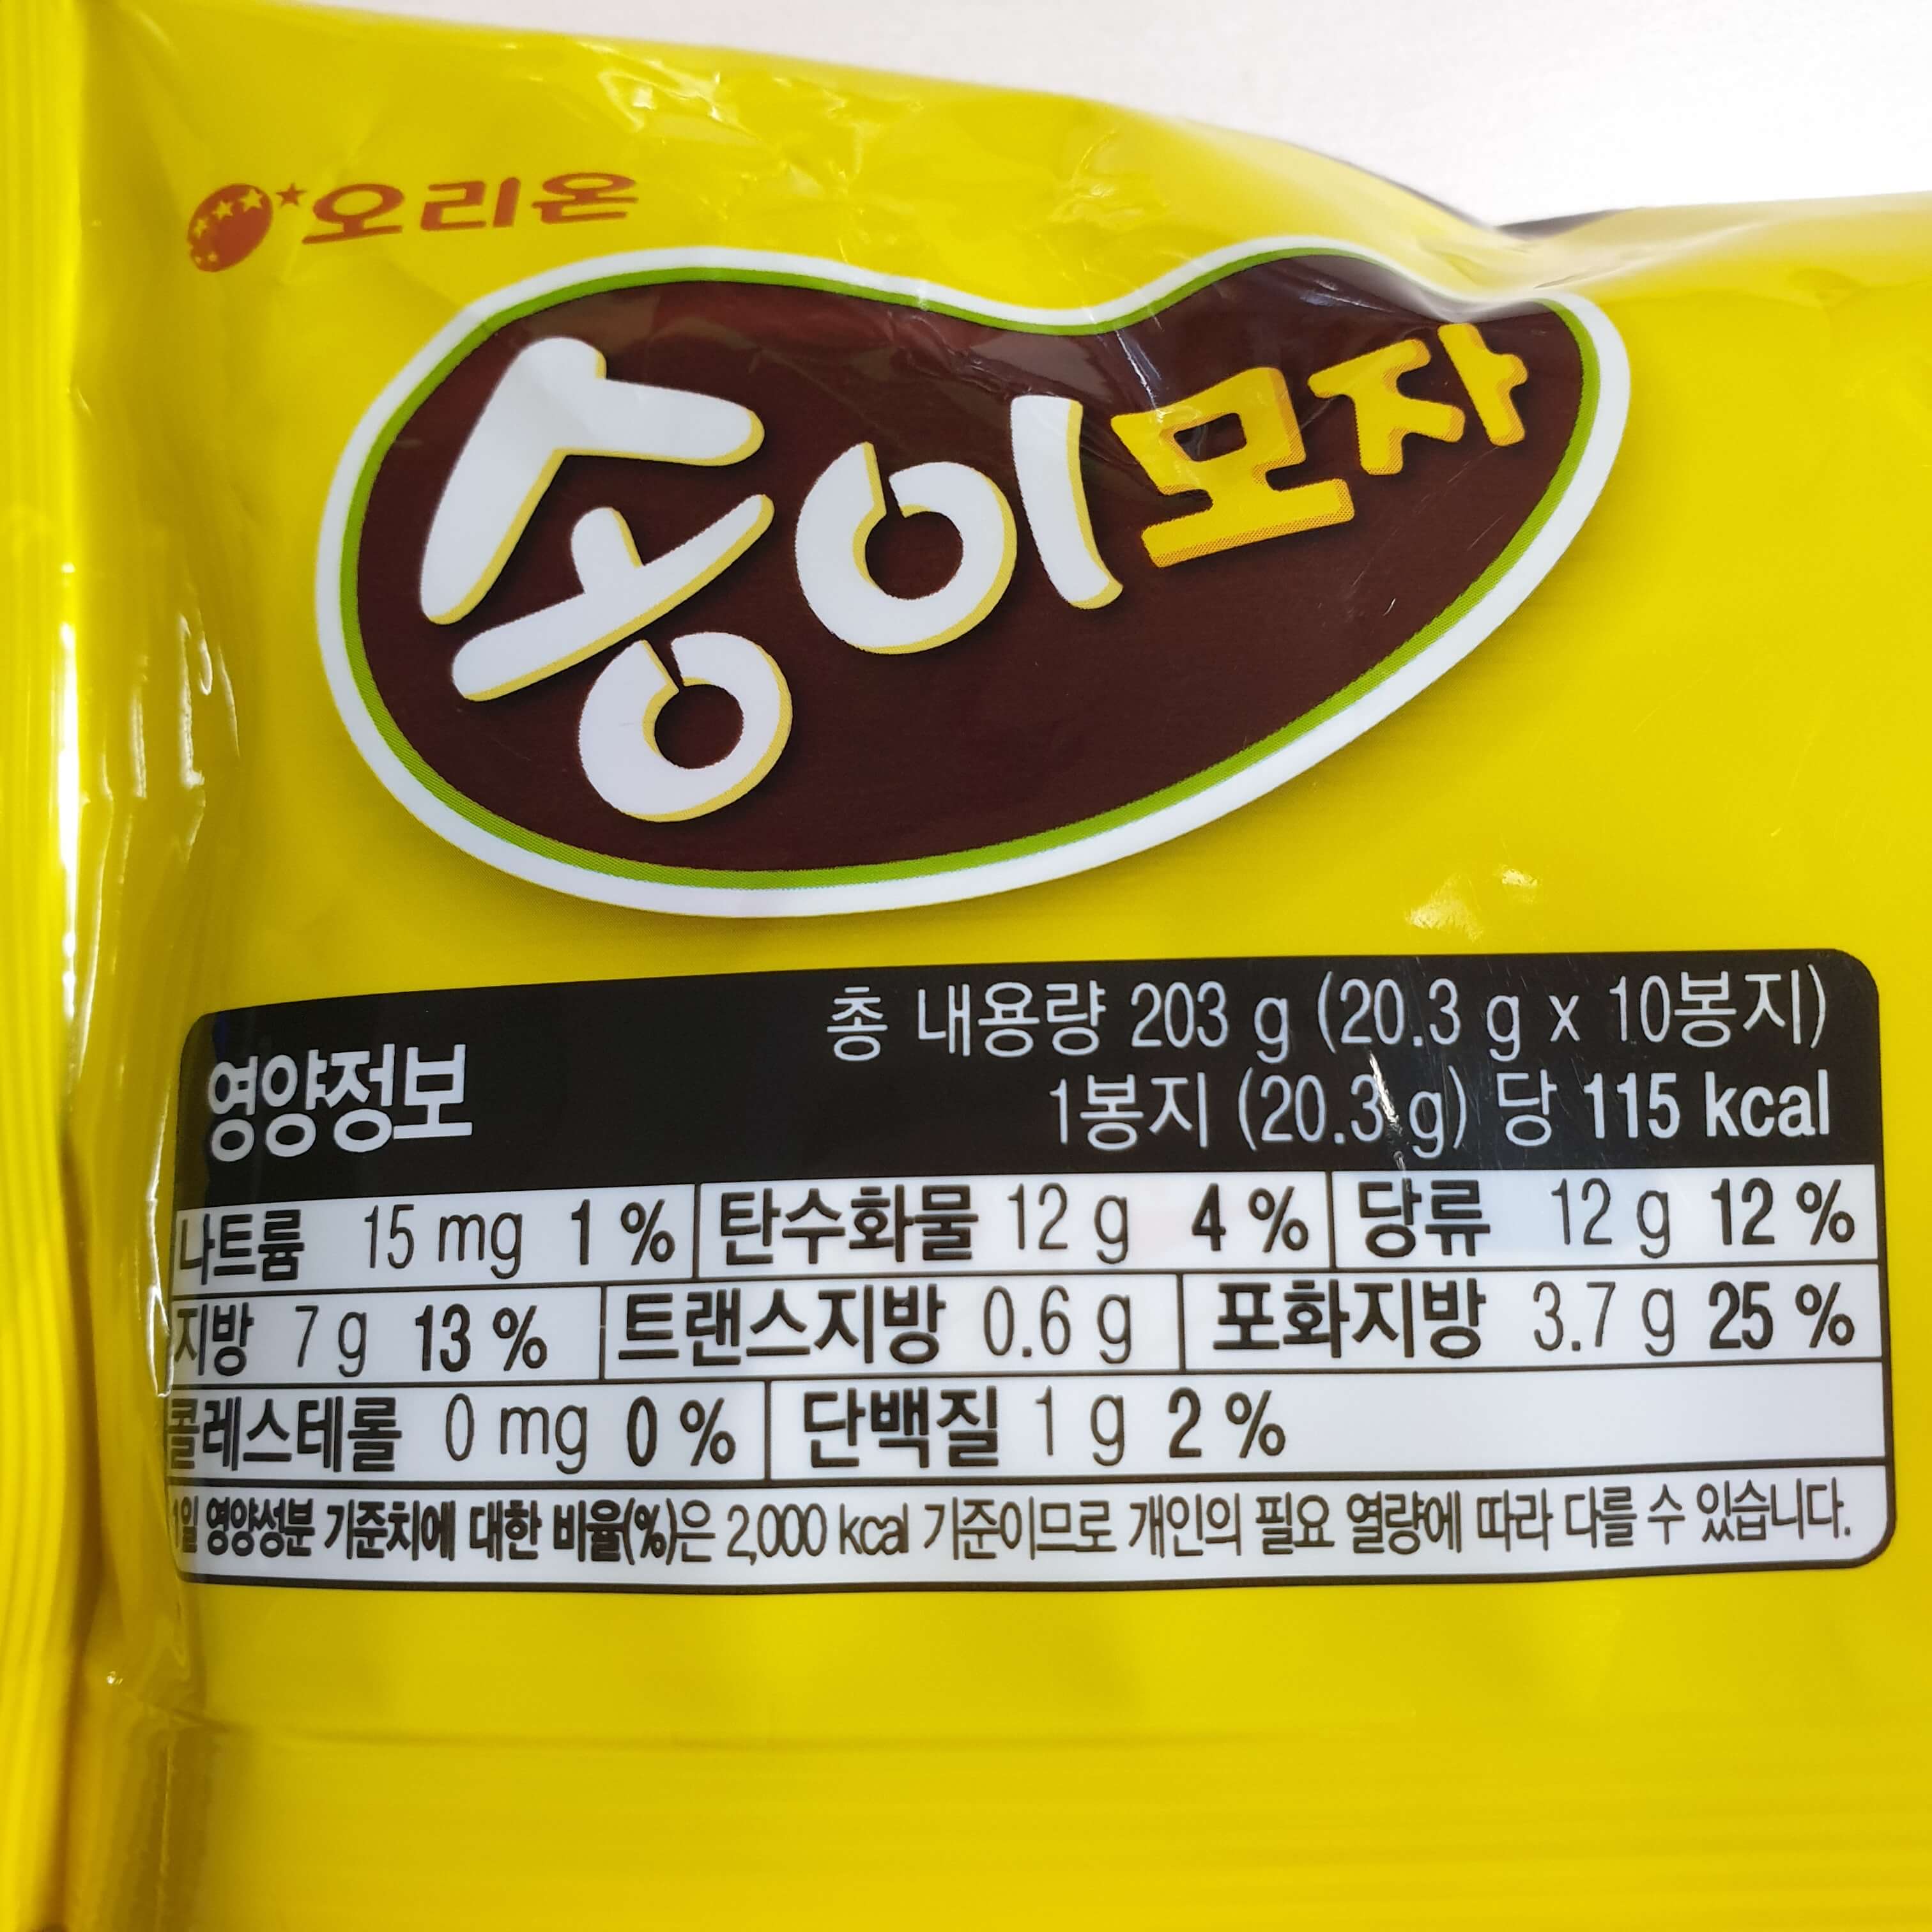 오리온
송이모자
총 내용량 203 g (20.3 g x 10봉지)
영양정보
1봉지 (20.3 g) 당 115 kcal
나트륨 15 mg 1 % 탄수화물 12 g 4 % 당류 12 g 12 %
지방 7 g 13 % 트랜스지방 0.6 g 포화지방 3.7 g 25 %
콜레스테롤 0 mg 0 % 단백질 1 g 2 %
1일 영양성분 기준치에 대한 비율(%)은 2,000 kcal 기준이므로 개인의 필요 열량에 따라 다를 수 있습니다.